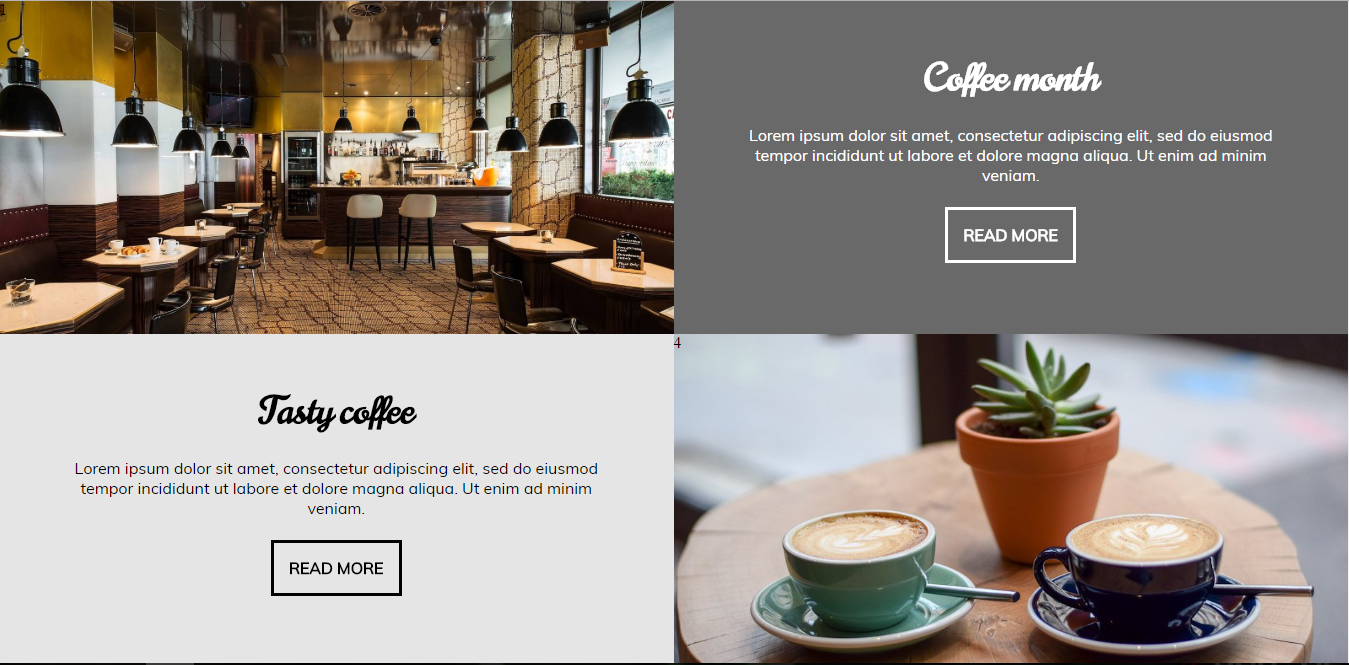 1
Coffee month
Lorem ipsum dolor sit amet, consectetur adipiscing elit, sed do eiusmod
tempor incididunt ut labore et dolore magna aliqua. Ut enim ad minim
veniam.
READ MORE
Tasty coffee
Lorem ipsum dolor sit amet, consectetur adipiscing elit, sed do eiusmod
tempor incididunt ut labore et dolore magna aliqua. Ut enim ad minim
veniam.
READ MORE
4